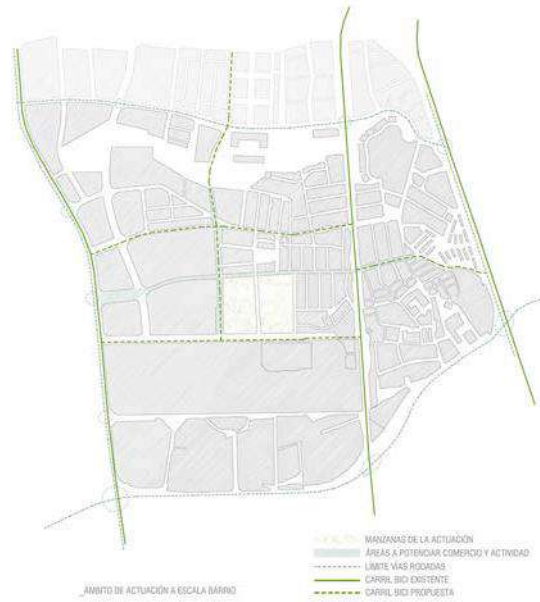 MANZANAS DE LA ACTUACIÓN
ÁREAS A POTENCIAR COMERCIO Y ACTIVIDAD
LÍMITE VÍAS RODADAS
CARRIL BICI EXISTENTE
_AMBITO DE ACTUACIÓN A ESCALA BARRIO
CARRIL BICI PROPUESTA